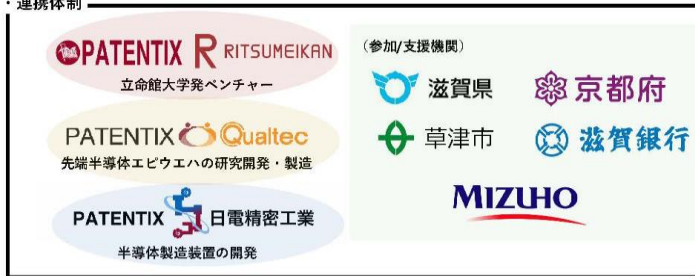 ・連携体制
PATENTIX R RITSUMEIKAN
立命館大学発ベンチャー
PATENTIX Qualtec
先端半導体エピウエハの研究開発・製造
PATENTIX 日電精密工業
半導体製造装置の開発
（参加/支援機関）
滋賀県 京都府
草津市 滋賀銀行
MIZUHO